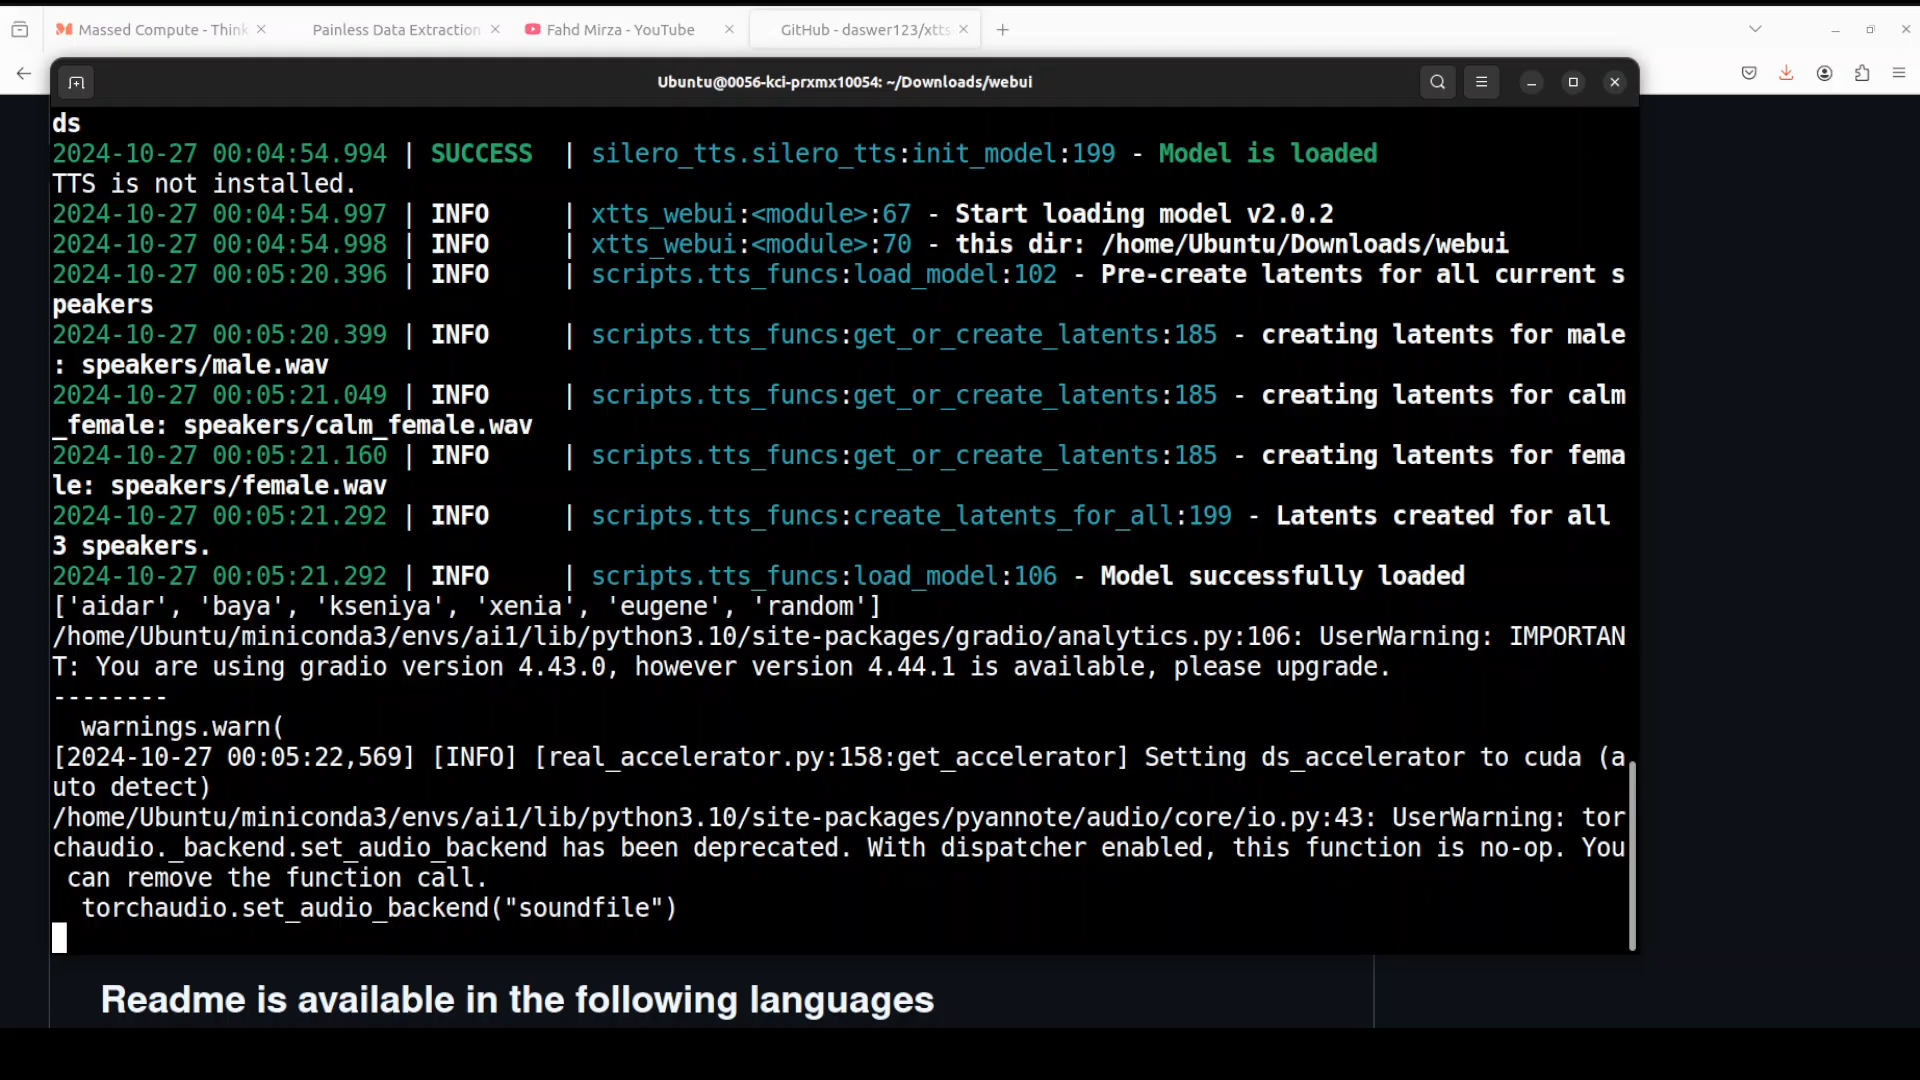 Massed Compute - Think
Painless Data Extraction
Fahd Mirza - YouTube
GitHub - daswer123/xtts
Ubuntu@0056-kci-prxmx10054: ~/Downloads/webui
ds
2024-10-27 00:04:54.994 | SUCCESS  | silero_tts.silero_tts:init_model:199 - Model is loaded
TTS is not installed.
2024-10-27 00:04:54.997 | INFO     | xtts_webui:<module>:67 - Start loading model v2.0.2
2024-10-27 00:04:54.998 | INFO     | xtts_webui:<module>:70 - this dir: /home/Ubuntu/Downloads/webui
2024-10-27 00:05:20.396 | INFO     | scripts.tts_funcs:load_model:102 - Pre-create latents for all current s
peakers
2024-10-27 00:05:20.399 | INFO     | scripts.tts_funcs:get_or_create_latents:185 - creating latents for male
: speakers/male.wav
2024-10-27 00:05:21.049 | INFO     | scripts.tts_funcs:get_or_create_latents:185 - creating latents for calm
_female: speakers/calm_female.wav
2024-10-27 00:05:21.160 | INFO     | scripts.tts_funcs:get_or_create_latents:185 - creating latents for fema
le: speakers/female.wav
2024-10-27 00:05:21.292 | INFO     | scripts.tts_funcs:create_latents_for_all:199 - Latents created for all
3 speakers.
2024-10-27 00:05:21.292 | INFO     | scripts.tts_funcs:load_model:106 - Model successfully loaded
['aidar', 'baya', 'kseniya', 'xenia', 'eugene', 'random']
/home/Ubuntu/miniconda3/envs/ai1/lib/python3.10/site-packages/gradio/analytics.py:106: UserWarning: IMPORTAN
T: You are using gradio version 4.43.0, however version 4.44.1 is available, please upgrade.
--------
  warnings.warn(
[2024-10-27 00:05:22,569] [INFO] [real_accelerator.py:158:get_accelerator] Setting ds_accelerator to cuda (a
uto detect)
/home/Ubuntu/miniconda3/envs/ai1/lib/python3.10/site-packages/pyannote/audio/core/io.py:43: UserWarning: tor
chaudio._backend.set_audio_backend has been deprecated. With dispatcher enabled, this function is no-op. You
 can remove the function call.
  torchaudio.set_audio_backend("soundfile")
Readme is available in the following languages